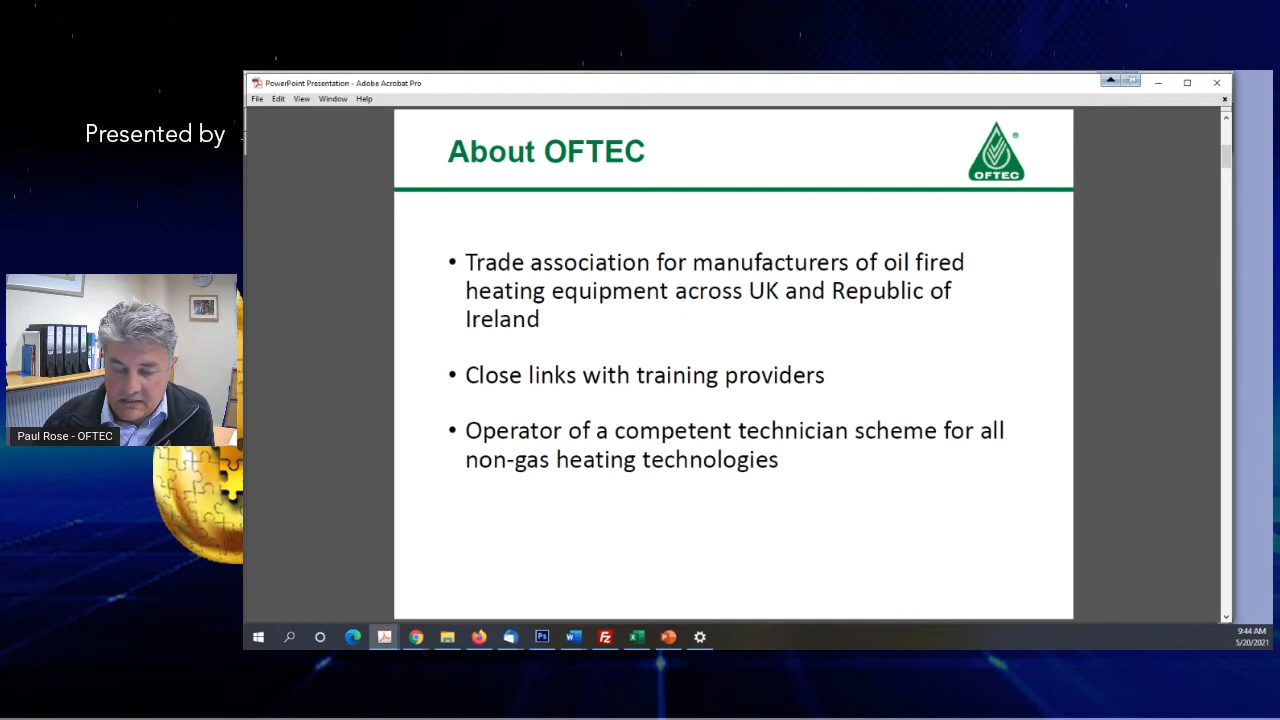 PowerPoint Presentation - Adobe Acrobat Pro
File Edit View Window Help
Presented by
About OFTEC
OFTEC
®
• Trade association for manufacturers of oil fired
heating equipment across UK and Republic of
Ireland
• Close links with training providers
• Operator of a competent technician scheme for all
non-gas heating technologies
Paul Rose - OFTEC
Ps
9:44 AM
5/20/2021